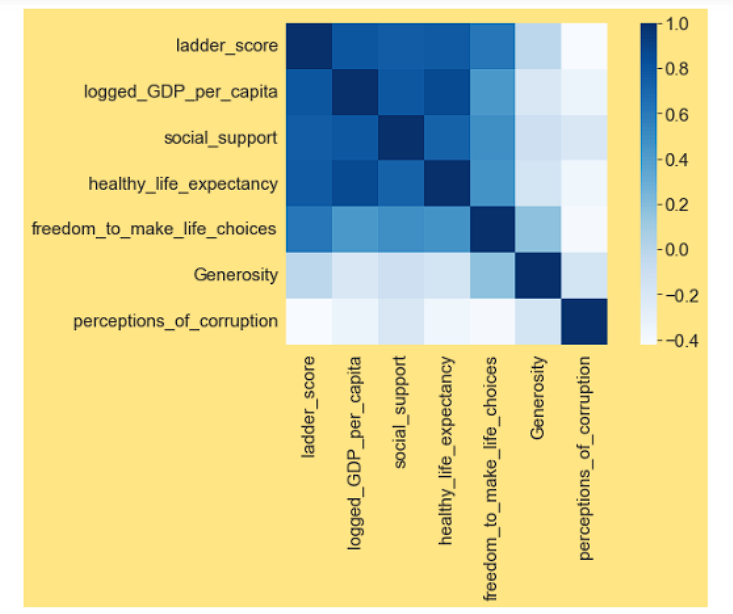 ladder_score
logged_GDP_per_capita
social_support
healthy_life_expectancy
freedom_to_make_life_choices
Generosity
perceptions_of_corruption
1.0
0.8
0.6
0.4
0.2
0.0
−0.2
−0.4
ladder_score
logged_GDP_per_capita
social_support
healthy_life_expectancy
freedom_to_make_life_choices
Generosity
perceptions_of_corruption